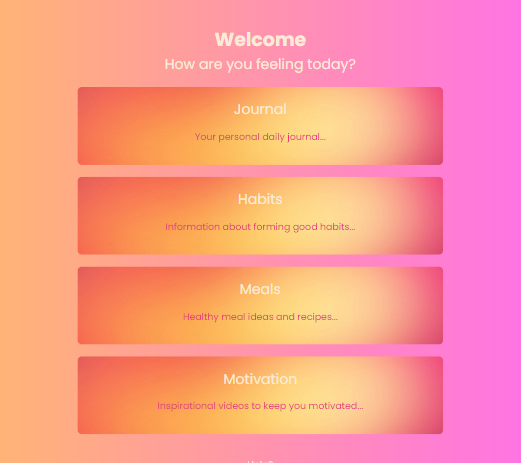 Welcome
How are you feeling today?
Journal
Your personal daily journal...
Habits
Information about forming good habits...
Meals
Healthy meal ideas and recipes...
Motivation
Inspirational videos to keep you motivated...